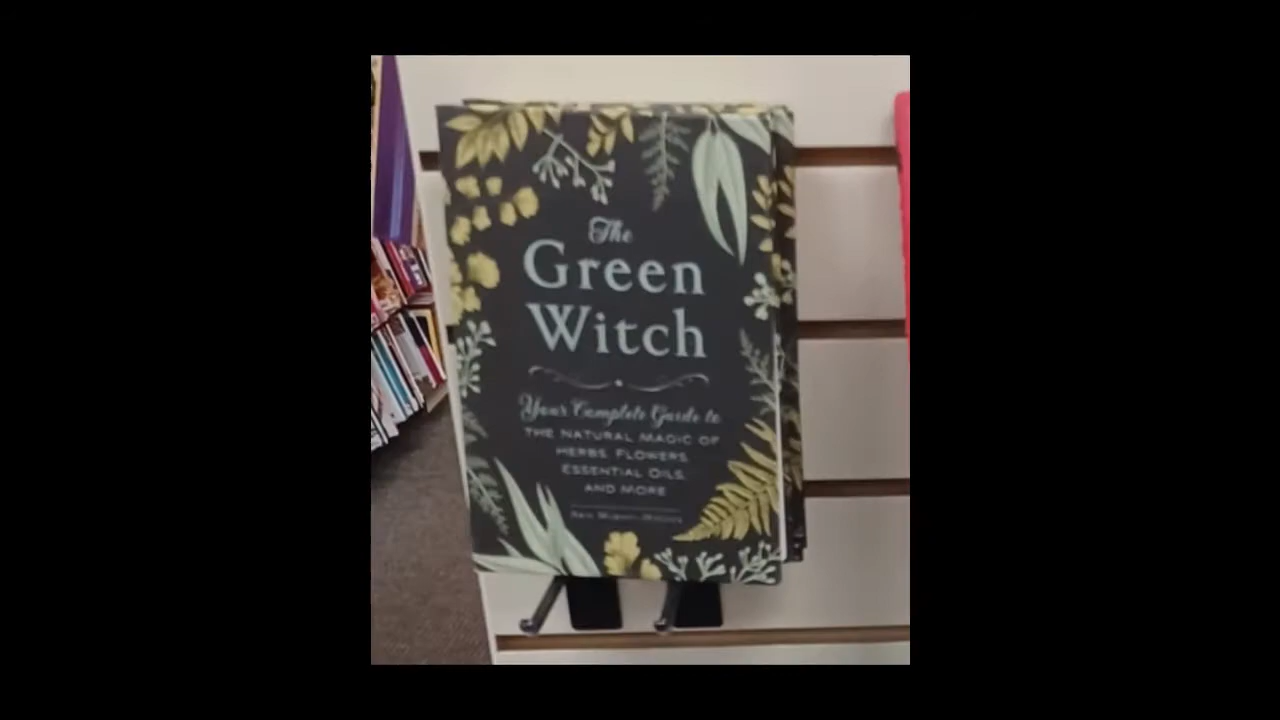 The
Green
Witch
Your Complete Guide to
THE NATURAL MAGIC OF
HERBS, FLOWERS,
ESSENTIAL OILS,
AND MORE